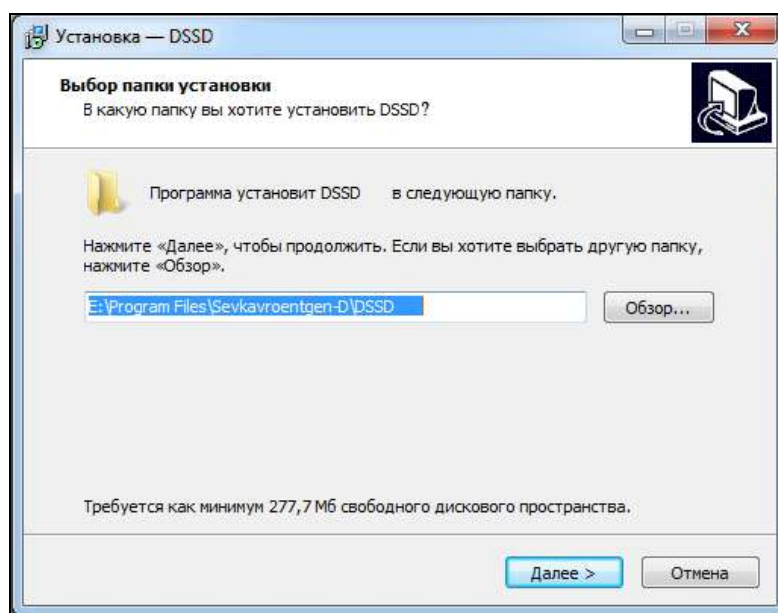 Установка — DSSD
Выбор папки установки
В какую папку вы хотите установить DSSD?
Программа установит DSSD в следующую папку.
Нажмите «Далее», чтобы продолжить. Если вы хотите выбрать другую папку,
нажмите «Обзор».
E:\Program Files\Sevkavroentgen-D\DSSD
Обзор...
Требуется как минимум 277,7 Мб свободного дискового пространства.
Далее >
Отмена